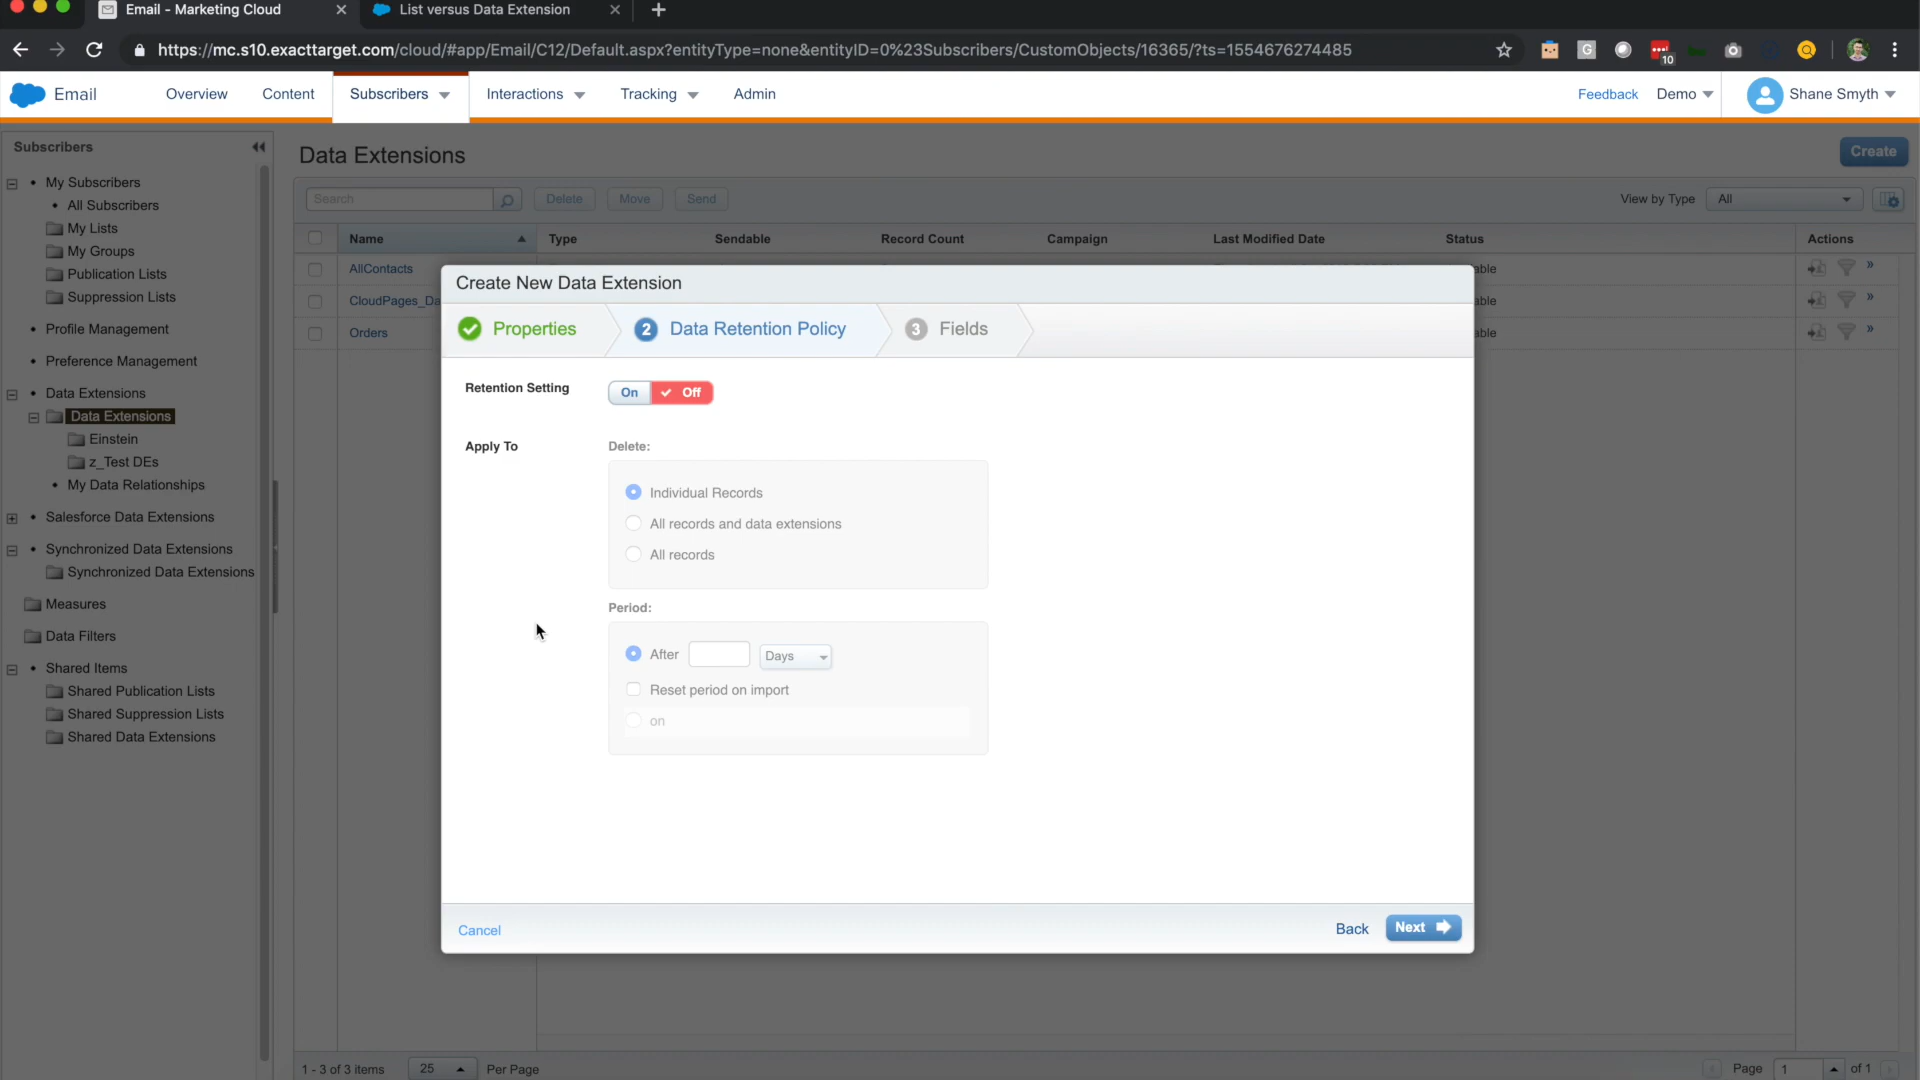 Email - Marketing Cloud
List versus Data Extension
https://mc.s10.exacttarget.com/cloud/#app/Email/C12/Default.aspx?entityType=none&entityID=0%23Subscribers/CustomObjects/16365/?ts=1554676274485
10
Email
Overview
Content
Subscribers
Interactions
Tracking
Admin
Feedback
Demo
Shane Smyth
Subscribers
My Subscribers
All Subscribers
My Lists
My Groups
Publication Lists
Suppression Lists
Profile Management
Preference Management
Data Extensions
Data Extensions
Einstein
z_Test DEs
My Data Relationships
Salesforce Data Extensions
Synchronized Data Extensions
Synchronized Data Extensions
Measures
Data Filters
Shared Items
Shared Publication Lists
Shared Suppression Lists
Shared Data Extensions
Data Extensions
Create
Search
Delete
Move
Send
View by Type
All
Name
Type
Sendable
Record Count
Campaign
Last Modified Date
Status
Actions
AllContacts
able
CloudPages_Da
able
Orders
able
Create New Data Extension
Properties
2 Data Retention Policy
3 Fields
Retention Setting
On
Off
Apply To
Delete:
Individual Records
All records and data extensions
All records
Period:
After
Days
Reset period on import
on
Cancel
Back
Next
1 - 3 of 3 items
25
Per Page
Page
1
of 1